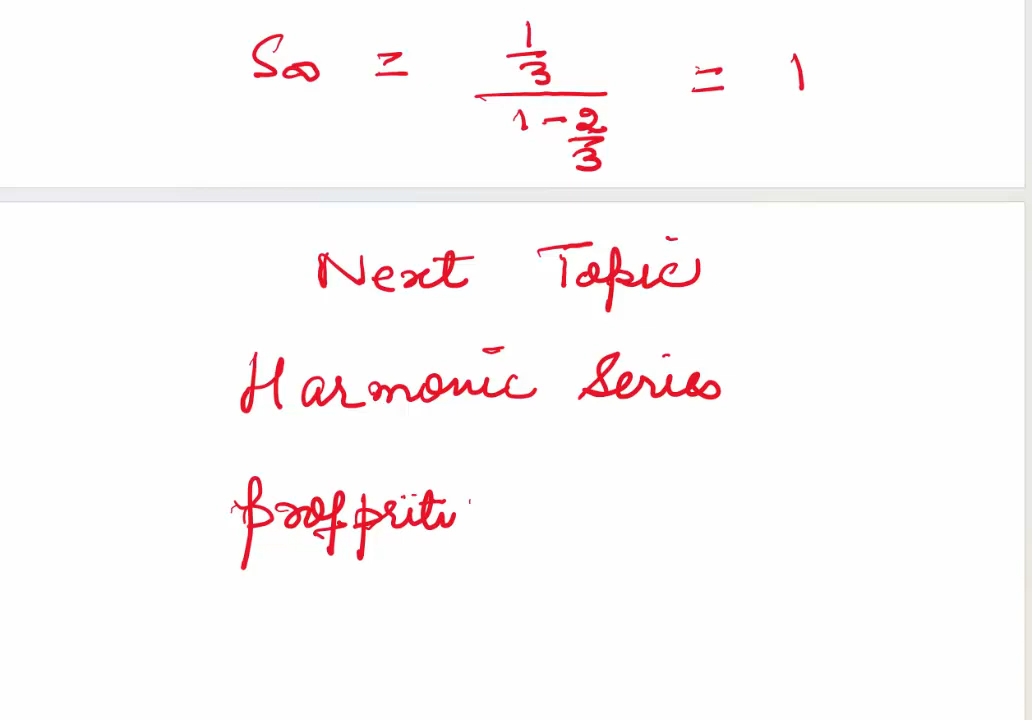 S∞ = (1/3)/(1 - 2/3) = 1
Next Topic
Harmonic Series